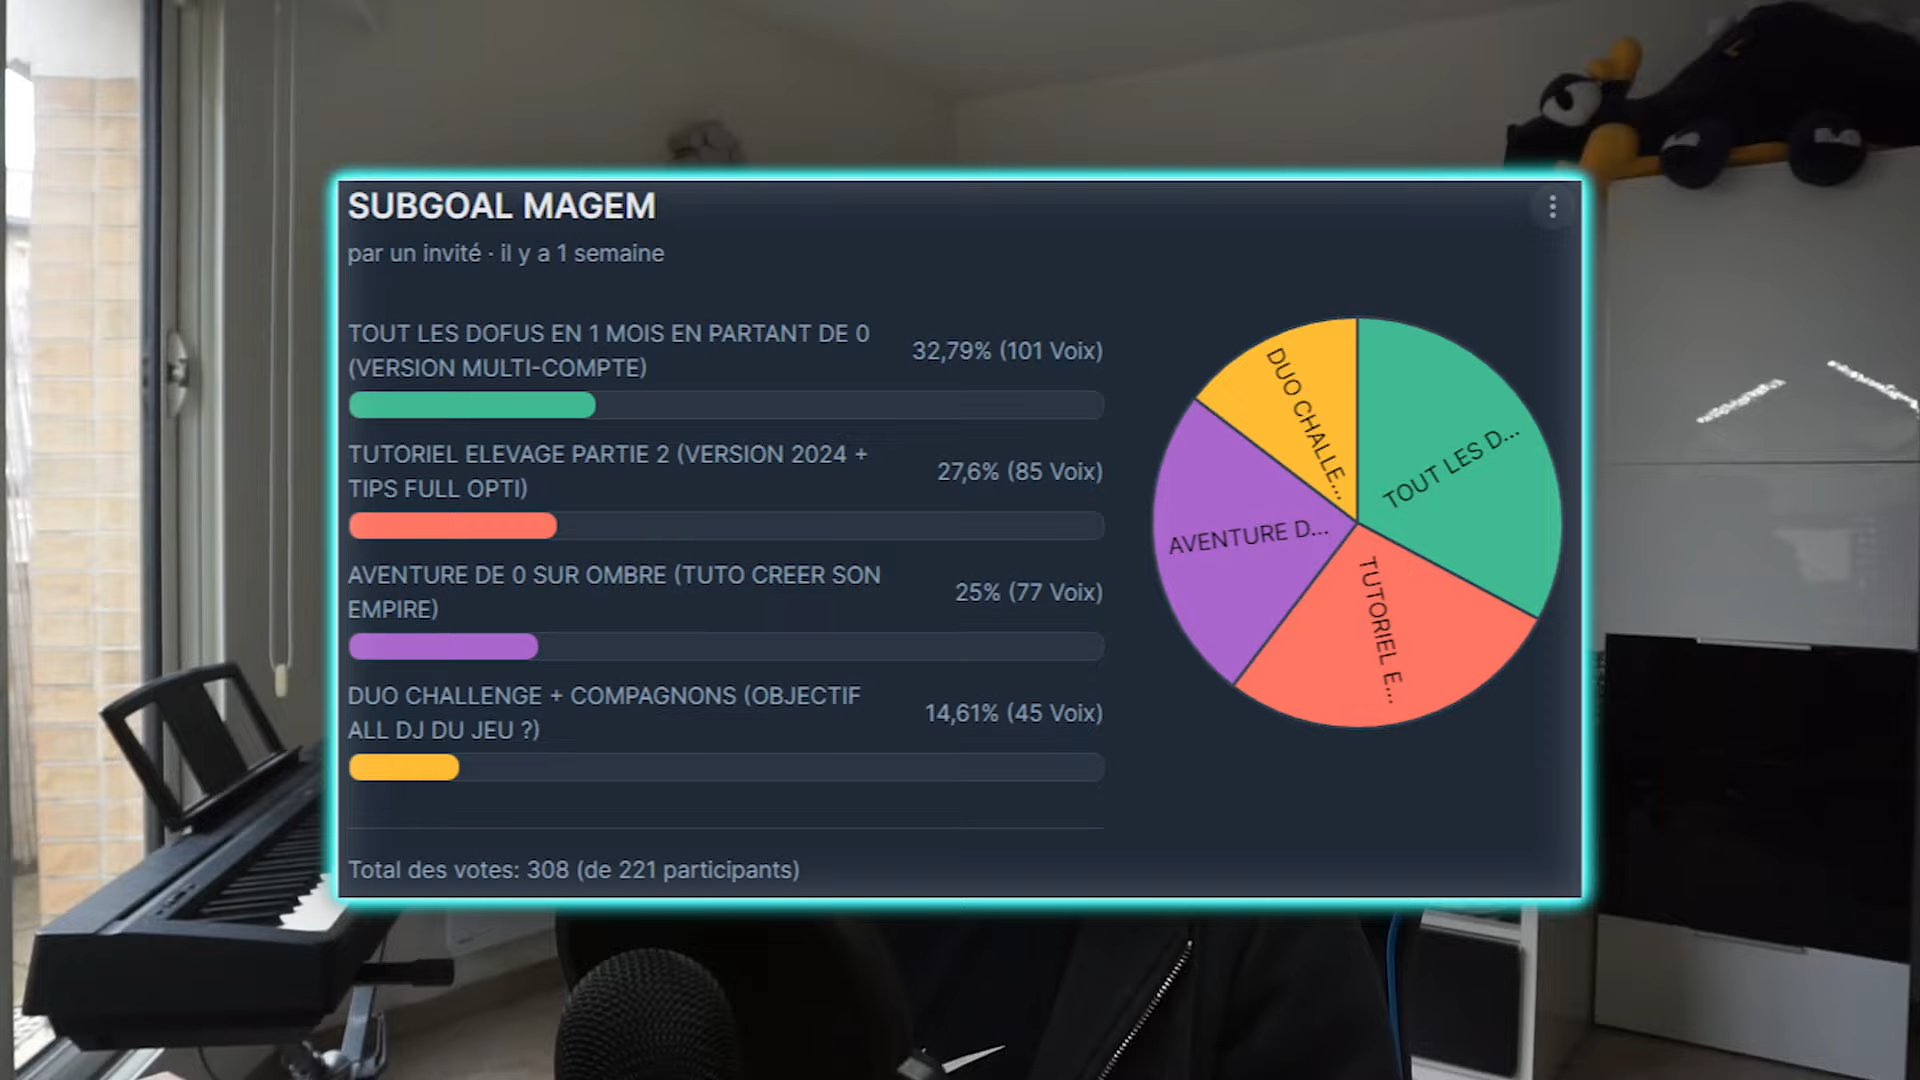 SUBGOAL MAGEM
par un invité · il y a 1 semaine
TOUT LES DOFUS EN 1 MOIS EN PARTANT DE 0
(VERSION MULTI-COMPTE)
32,79% (101 Voix)
TUTORIEL ELEVAGE PARTIE 2 (VERSION 2024 +
TIPS FULL OPTI)
27,6% (85 Voix)
AVENTURE DE 0 SUR OMBRE (TUTO CREER SON
EMPIRE)
25% (77 Voix)
DUO CHALLENGE + COMPAGNONS (OBJECTIF
ALL DJ DU JEU ?)
14,61% (45 Voix)
Total des votes: 308 (de 221 participants)
DUO CHALLE...
TOUT LES D...
AVENTURE D...
TUTORIEL E...